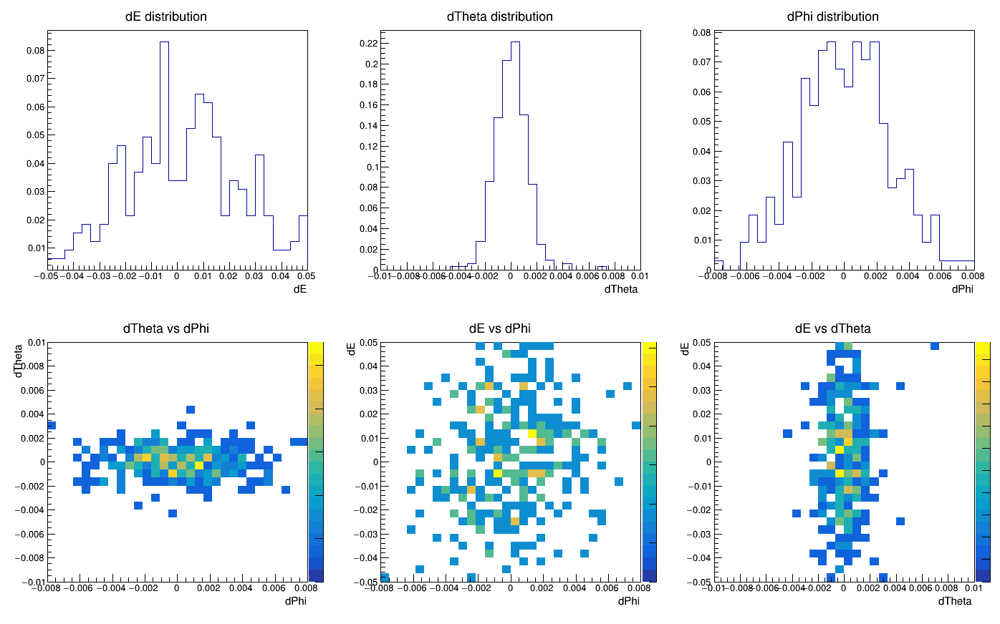 dE distribution
0.08
0.07
0.06
0.05
0.04
0.03
0.02
0.01
−0.05 −0.04 −0.03 −0.02 −0.01 0 0.01 0.02 0.03 0.04 0.05
dE
dTheta distribution
0.22
0.2
0.18
0.16
0.14
0.12
0.1
0.08
0.06
0.04
0.02
0
−0.01 −0.008 −0.006 −0.004 −0.002 0 0.002 0.004 0.006 0.008 0.01
dTheta
dPhi distribution
0.08
0.07
0.06
0.05
0.04
0.03
0.02
0.01
0
−0.008 −0.006 −0.004 −0.002 0 0.002 0.004 0.006 0.008
dPhi
dTheta vs dPhi
dTheta
0.01
0.008
0.006
0.004
0.002
0
−0.002
−0.004
−0.006
−0.008
−0.01
−0.008 −0.006 −0.004 −0.002 0 0.002 0.004 0.006 0.008
dPhi
dE vs dPhi
dE
0.05
0.04
0.03
0.02
0.01
0
−0.01
−0.02
−0.03
−0.04
−0.05
−0.008 −0.006 −0.004 −0.002 0 0.002 0.004 0.006 0.008
dPhi
dE vs dTheta
dE
0.05
0.04
0.03
0.02
0.01
0
−0.01
−0.02
−0.03
−0.04
−0.05
−0.01 −0.008 −0.006 −0.004 −0.002 0 0.002 0.004 0.006 0.008 0.01
dTheta